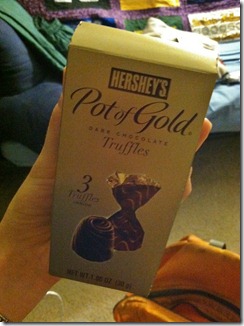 HERSHEY'S
Pot of Gold®
DARK CHOCOLATE
Truffles
3
Truffles